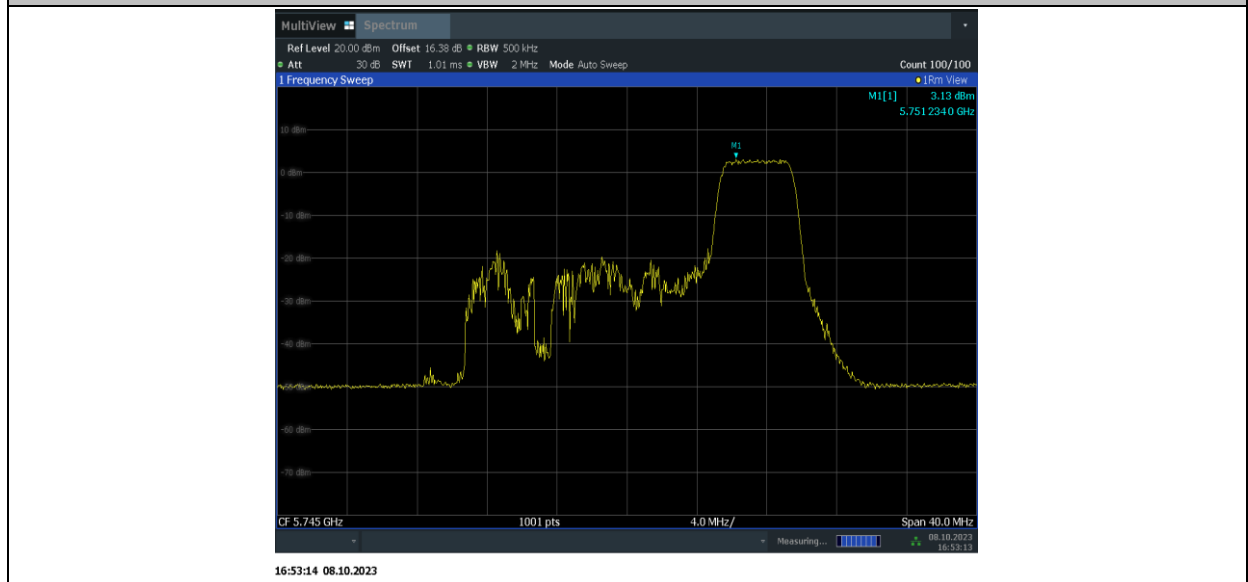 MultiView Spectrum
Ref Level 20.00 dBm Offset 16.38 dB RBW 500 kHz
Att 30 dB SWT 1.01 ms VBW 2 MHz Mode Auto Sweep Count 100/100
1 Frequency Sweep 1Rm View
M1[1] 3.13 dBm
5.7512340 GHz
10 dBm
M1
0 dBm
-10 dBm
-20 dBm
-30 dBm
-40 dBm
-60 dBm
-70 dBm
CF 5.745 GHz 1001 pts 4.0 MHz/ Span 40.0 MHz
Measuring... 08.10.2023
16:53:13
16:53:14 08.10.2023